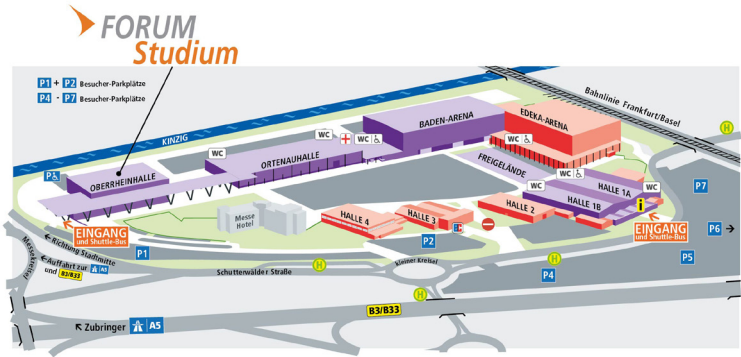 FORUM
Studium
P1 + P2 Besucher-Parkplätze
P4 - P7 Besucher-Parkplätze
KINZIG
Bahnlinie Frankfurt/Basel
BADEN-ARENA
EDEKA-ARENA
H
WC
WC
WC
WC
WC
ORTENAUHALLE
FREIGELÄNDE
P
OBERRHEINHALLE
WC
WC
WC
HALLE 1A
HALLE 1B
i
P7
Messe
Hotel
HALLE 4
HALLE 3
HALLE 2
EINGANG
und Shuttle-Bus
EINGANG
und Shuttle-Bus
P6
P1
P2
P5
P4
Richtung Stadtmitte
Auffahrt zur A5
und B3/B33
Messekreisel
Schutterwälder Straße
H
Kleiner Kreisel
H
H
B3/B33
Zubringer A5